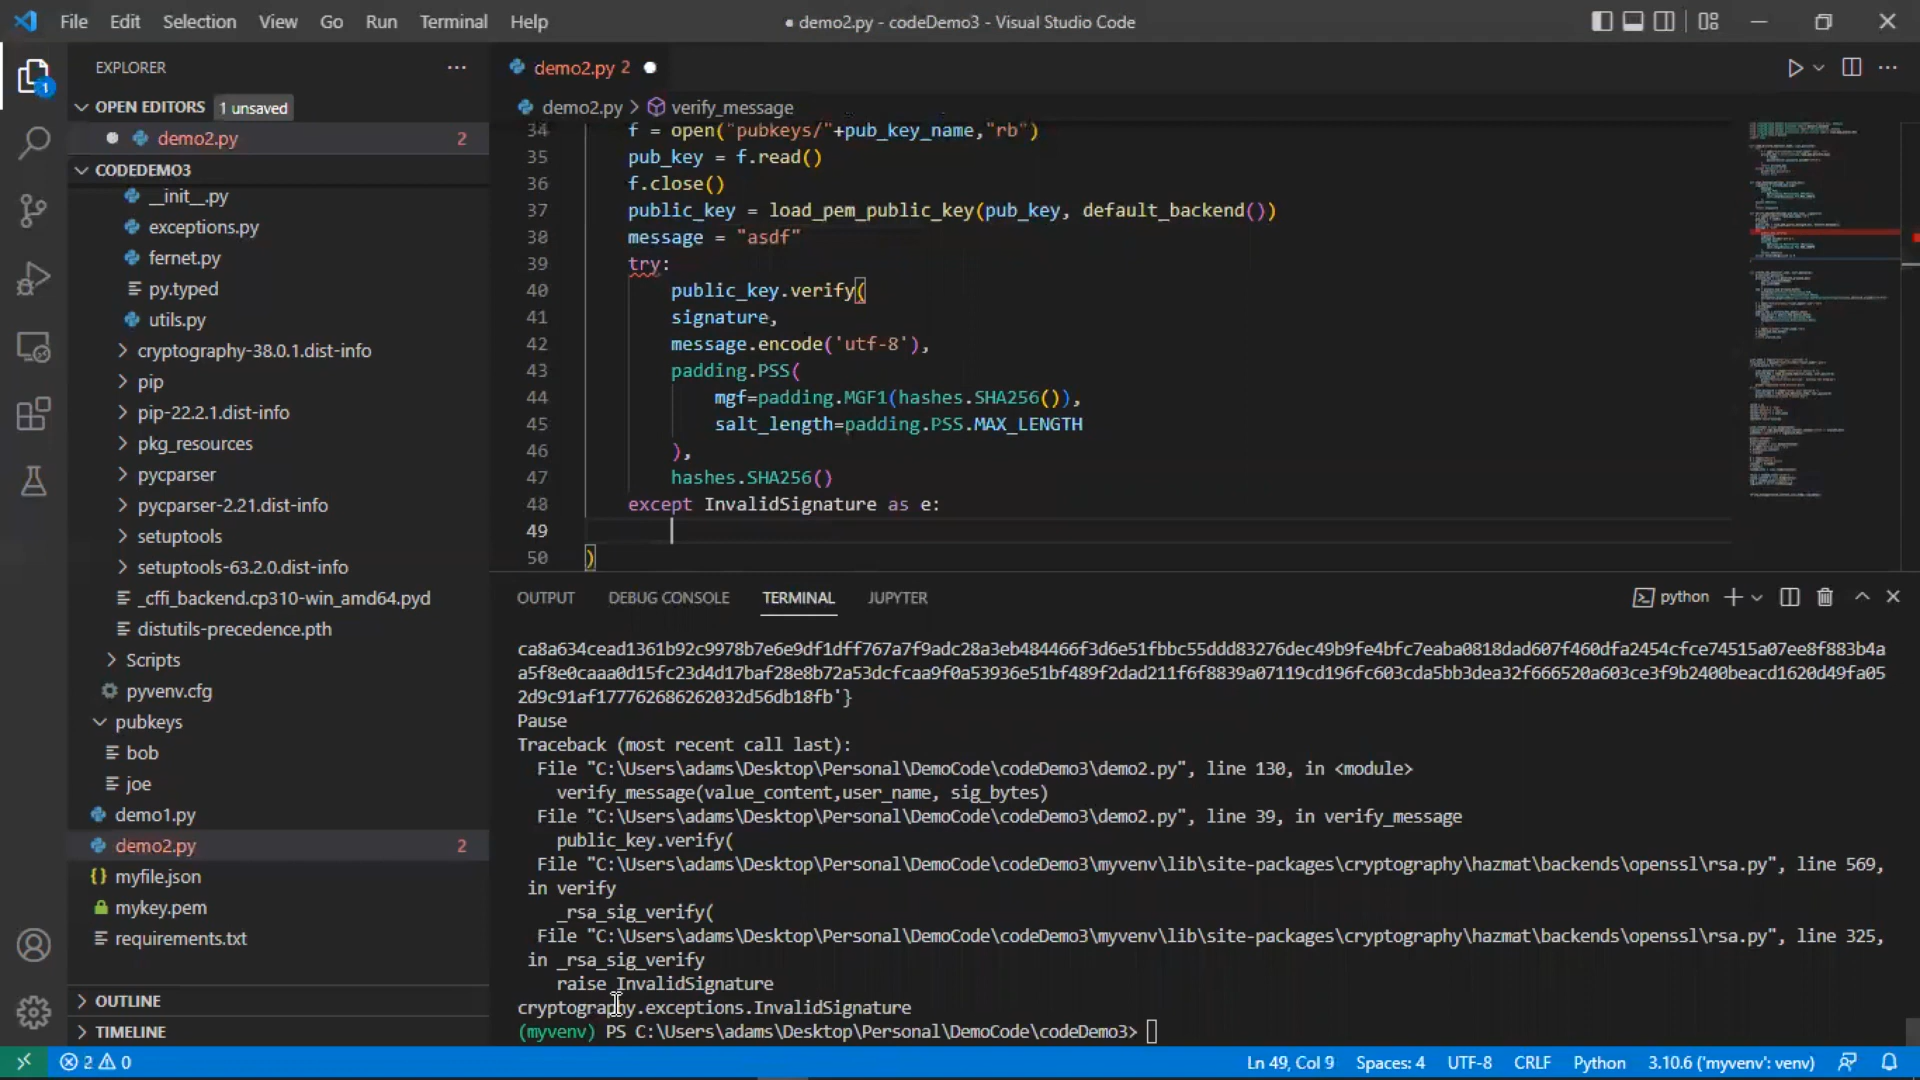 File Edit Selection View Go Run Terminal Help
● demo2.py - codeDemo3 - Visual Studio Code
EXPLORER
1
OPEN EDITORS 1 unsaved
demo2.py 2
CODEDEMO3
__init__.py
exceptions.py
fernet.py
py.typed
utils.py
cryptography-38.0.1.dist-info
pip
pip-22.2.1.dist-info
pkg_resources
pycparser
pycparser-2.21.dist-info
setuptools
setuptools-63.2.0.dist-info
_cffi_backend.cp310-win_amd64.pyd
distutils-precedence.pth
Scripts
pyvenv.cfg
pubkeys
bob
joe
demo1.py
demo2.py 2
myfile.json
mykey.pem
requirements.txt
OUTLINE
TIMELINE
demo2.py 2
demo2.py > verify_message
34 f = open("pubkeys/"+pub_key_name,"rb")
35 pub_key = f.read()
36 f.close()
37 public_key = load_pem_public_key(pub_key, default_backend())
38 message = "asdf"
39 try:
40 public_key.verify(
41 signature,
42 message.encode('utf-8'),
43 padding.PSS(
44 mgf=padding.MGF1(hashes.SHA256()),
45 salt_length=padding.PSS.MAX_LENGTH
46 ),
47 hashes.SHA256()
48 except InvalidSignature as e:
49
50 )
OUTPUT DEBUG CONSOLE TERMINAL JUPYTER
python
ca8a634cead1361b92c9978b7e6e9df1dff767a7f9adc28a3eb484466f3d6e51fbbc55ddd83276dec49b9fe4bfc7eaba0818dad607f460dfa2454cfce74515a07ee8f883b4a
a5f8e0caaa0d15fc23d4d17baf28e8b72a53dcfcaa9f0a53936e51bf489f2dad211f6f8839a07119cd196fc603cda5bb3dea32f666520a603ce3f9b2400beacd1620d49fa05
2d9c91af177762686262032d56db18fb'}
Pause
Traceback (most recent call last):
File "C:\Users\adams\Desktop\Personal\DemoCode\codeDemo3\demo2.py", line 130, in <module>
verify_message(value_content,user_name, sig_bytes)
File "C:\Users\adams\Desktop\Personal\DemoCode\codeDemo3\demo2.py", line 39, in verify_message
public_key.verify(
File "C:\Users\adams\Desktop\Personal\DemoCode\codeDemo3\myvenv\lib\site-packages\cryptography\hazmat\backends\openssl\rsa.py", line 569,
in verify
_rsa_sig_verify(
File "C:\Users\adams\Desktop\Personal\DemoCode\codeDemo3\myvenv\lib\site-packages\cryptography\hazmat\backends\openssl\rsa.py", line 325,
in _rsa_sig_verify
raise InvalidSignature
cryptography.exceptions.InvalidSignature
(myvenv) PS C:\Users\adams\Desktop\Personal\DemoCode\codeDemo3>
2 0
Ln 49, Col 9 Spaces: 4 UTF-8 CRLF Python 3.10.6 ('myvenv': venv)